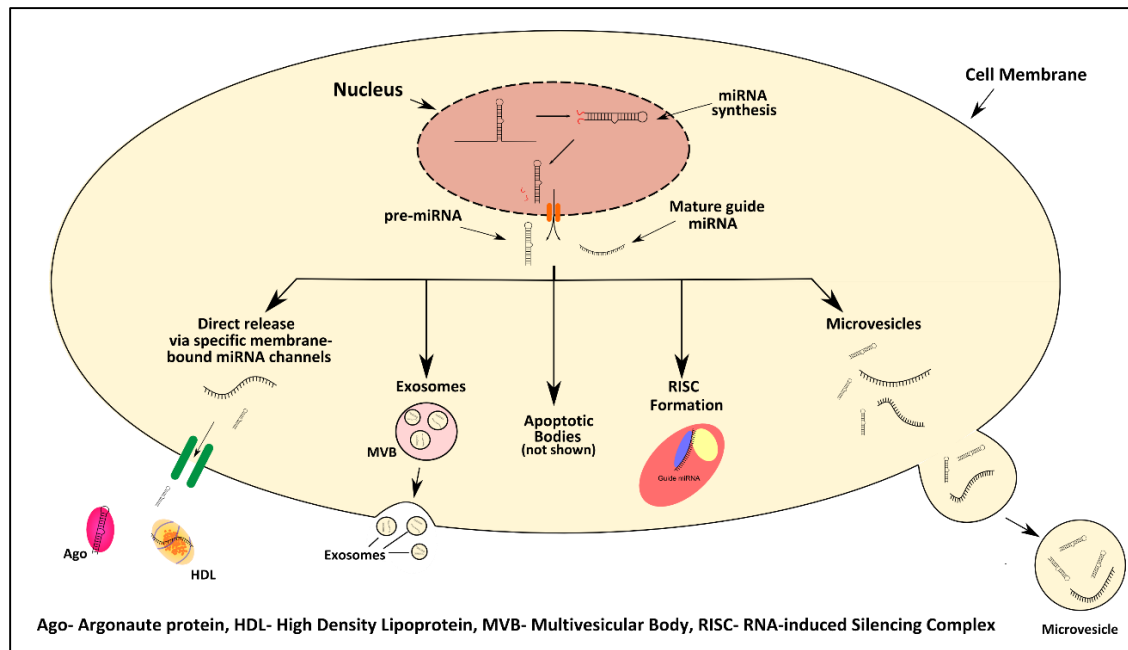 Nucleus
miRNA
synthesis
Cell Membrane
pre-miRNA
Mature guide
miRNA
Direct release
via specific membrane-
bound miRNA channels
Exosomes
MVB
Apoptotic
Bodies
(not shown)
RISC
Formation
Guide miRNA
Microvesicles
Ago
HDL
Exosomes
Microvesicle
Ago- Argonaute protein, HDL- High Density Lipoprotein, MVB- Multivesicular Body, RISC- RNA-induced Silencing Complex